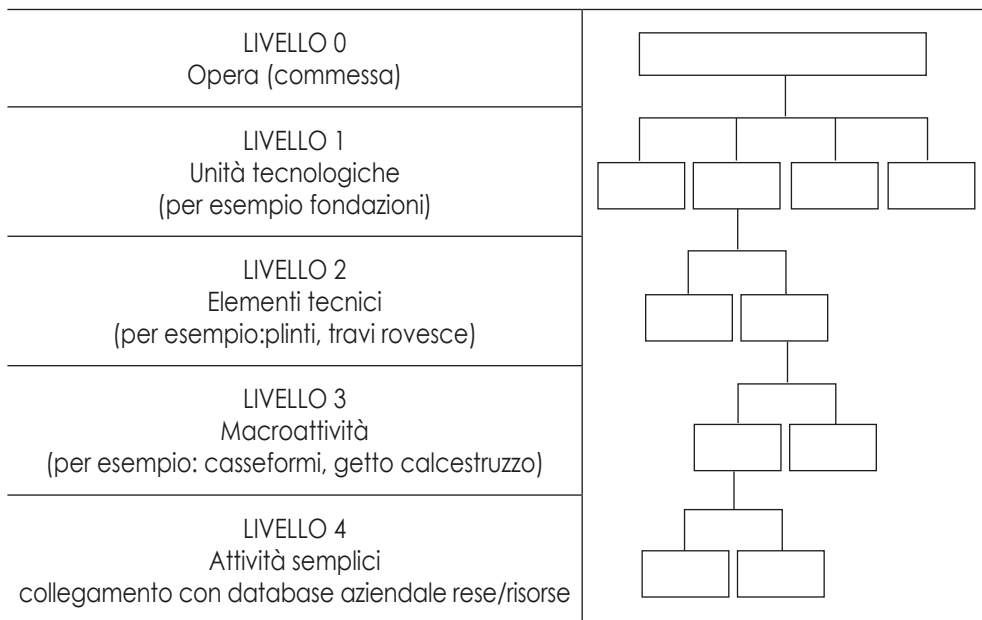 LIVELLO 0
Opera (commessa)
LIVELLO 1
Unità tecnologiche
(per esempio fondazioni)
LIVELLO 2
Elementi tecnici
(per esempio:plinti, travi rovesce)
LIVELLO 3
Macroattività
(per esempio: casseformi, getto calcestruzzo)
LIVELLO 4
Attività semplici
collegamento con database aziendale rese/risorse